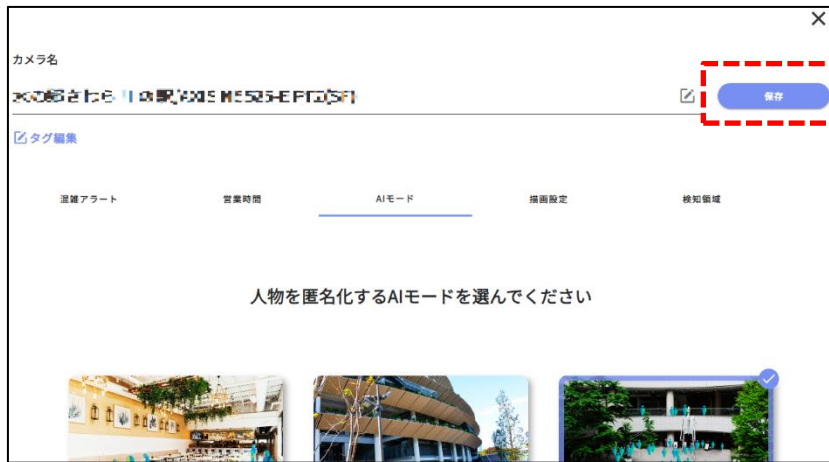 カメラ名
保存
タグ編集
混雑アラート 営業時間 AIモード 描画設定 検知領域
人物を匿名化するAIモードを選んでください